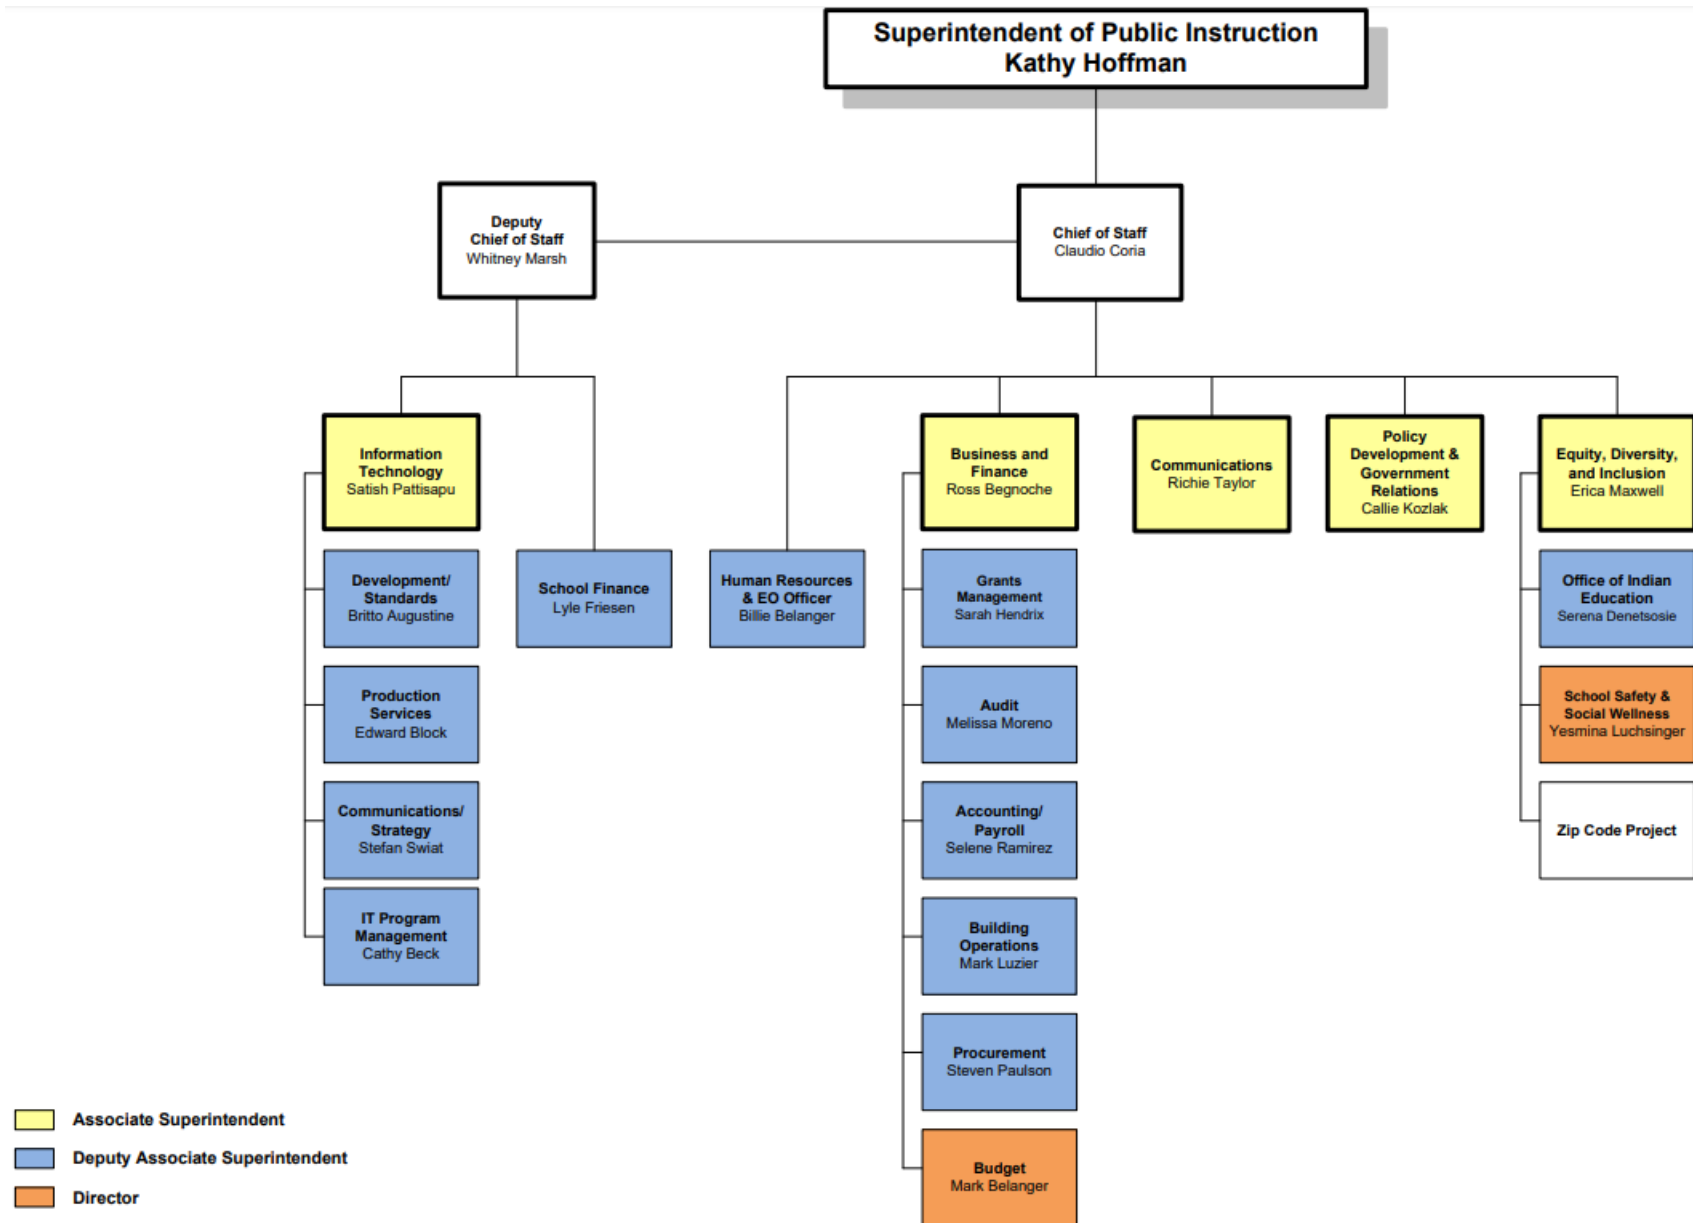 Superintendent of Public Instruction
Kathy Hoffman
Deputy
Chief of Staff
Whitney Marsh
Chief of Staff
Claudio Coria
Information
Technology
Satish Pattisapu
Business and
Finance
Ross Begnoche
Communications
Richie Taylor
Policy
Development &
Government
Relations
Callie Kozlak
Equity, Diversity,
and Inclusion
Erica Maxwell
Development/
Standards
Britto Augustine
School Finance
Lyle Friesen
Human Resources
& EO Officer
Billie Belanger
Grants
Management
Sarah Hendrix
Office of Indian
Education
Serena Denetsosie
Production
Services
Edward Block
Audit
Melissa Moreno
School Safety &
Social Wellness
Yesmina Luchsinger
Communications/
Strategy
Stefan Swiat
Accounting/
Payroll
Selene Ramirez
Zip Code Project
IT Program
Management
Cathy Beck
Building
Operations
Mark Luzier
Procurement
Steven Paulson
Budget
Mark Belanger
Associate Superintendent
Deputy Associate Superintendent
Director